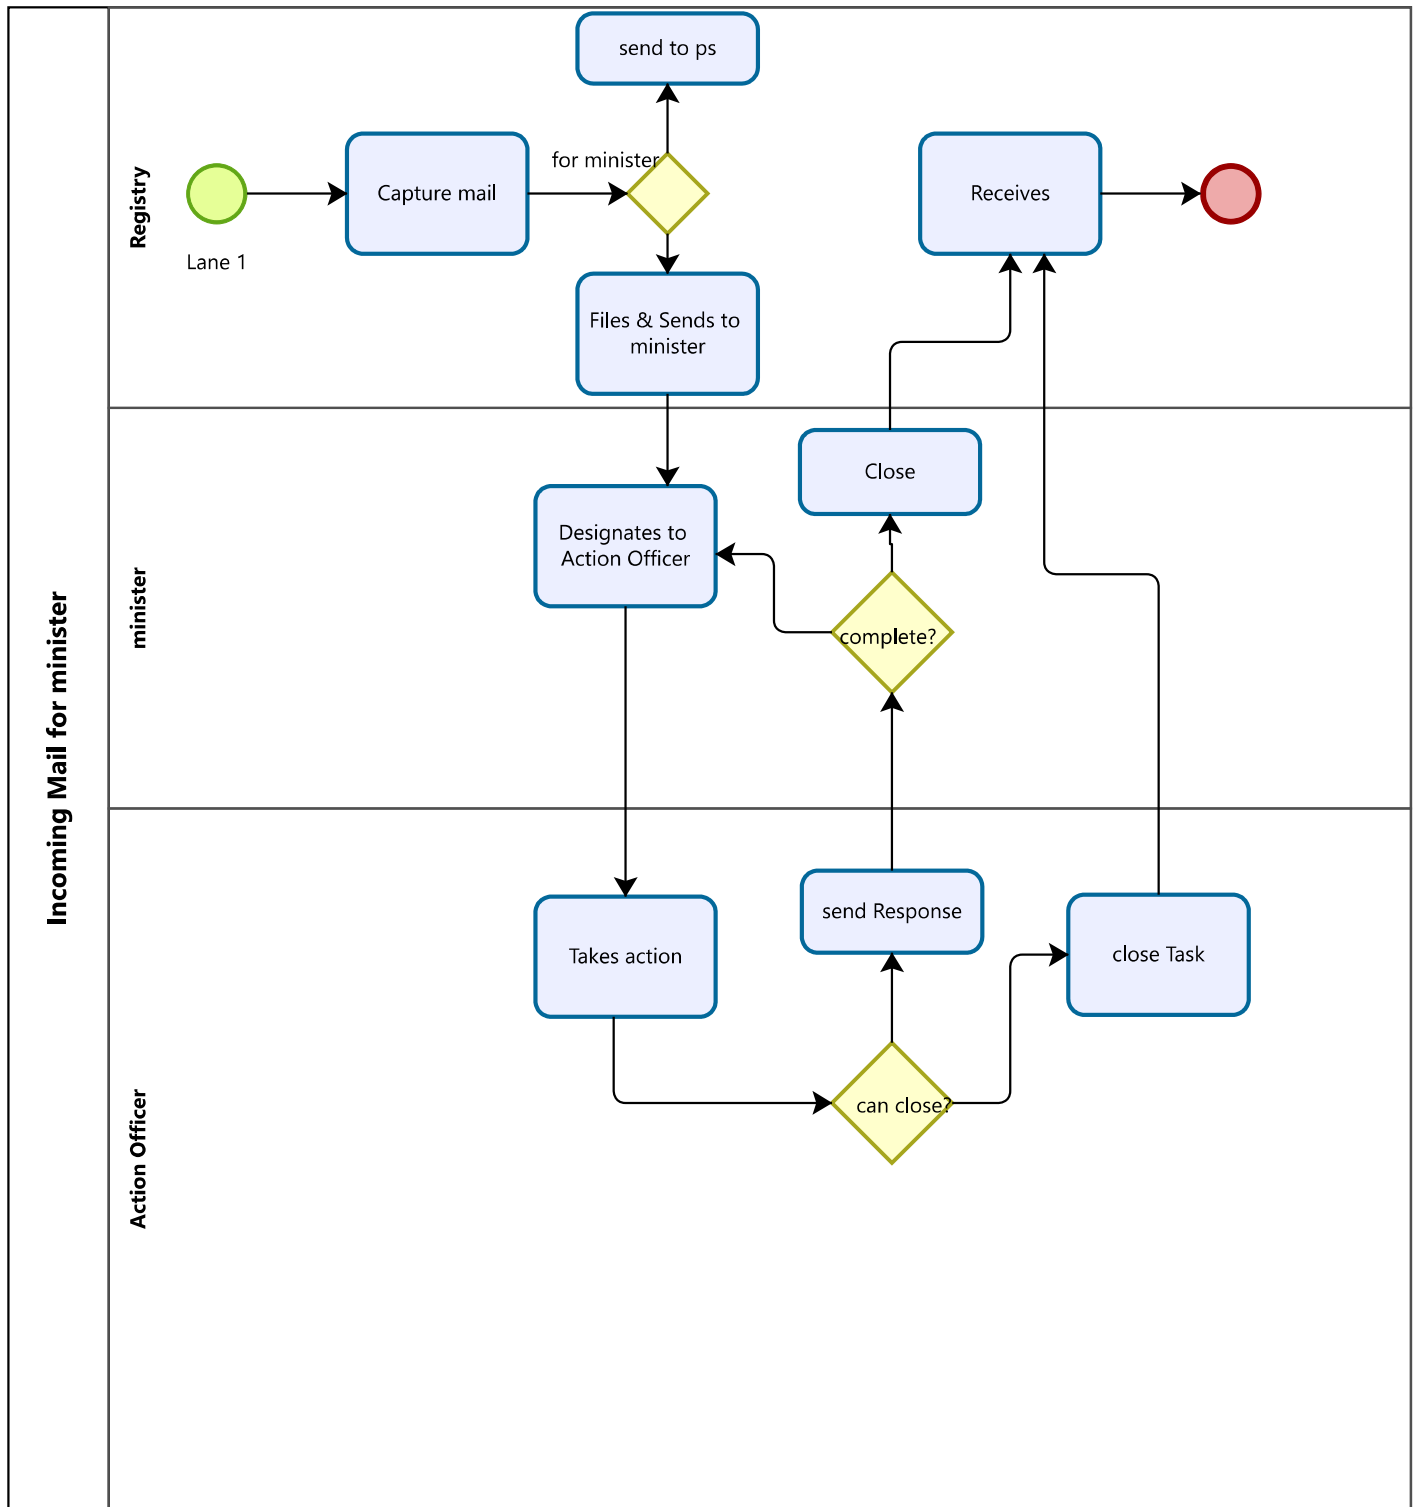 Incoming Mail for minister
Registry
send to ps
for minister
Capture mail
Receives
Lane 1
Files & Sends to
minister
minister
Close
Designates to
Action Officer
complete?
Action Officer
send Response
Takes action
close Task
can close?